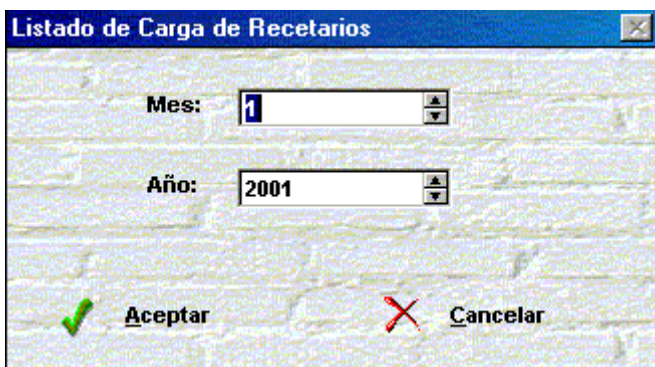 Listado de Carga de Recetarios
Mes: 1
Año: 2001
Aceptar Cancelar